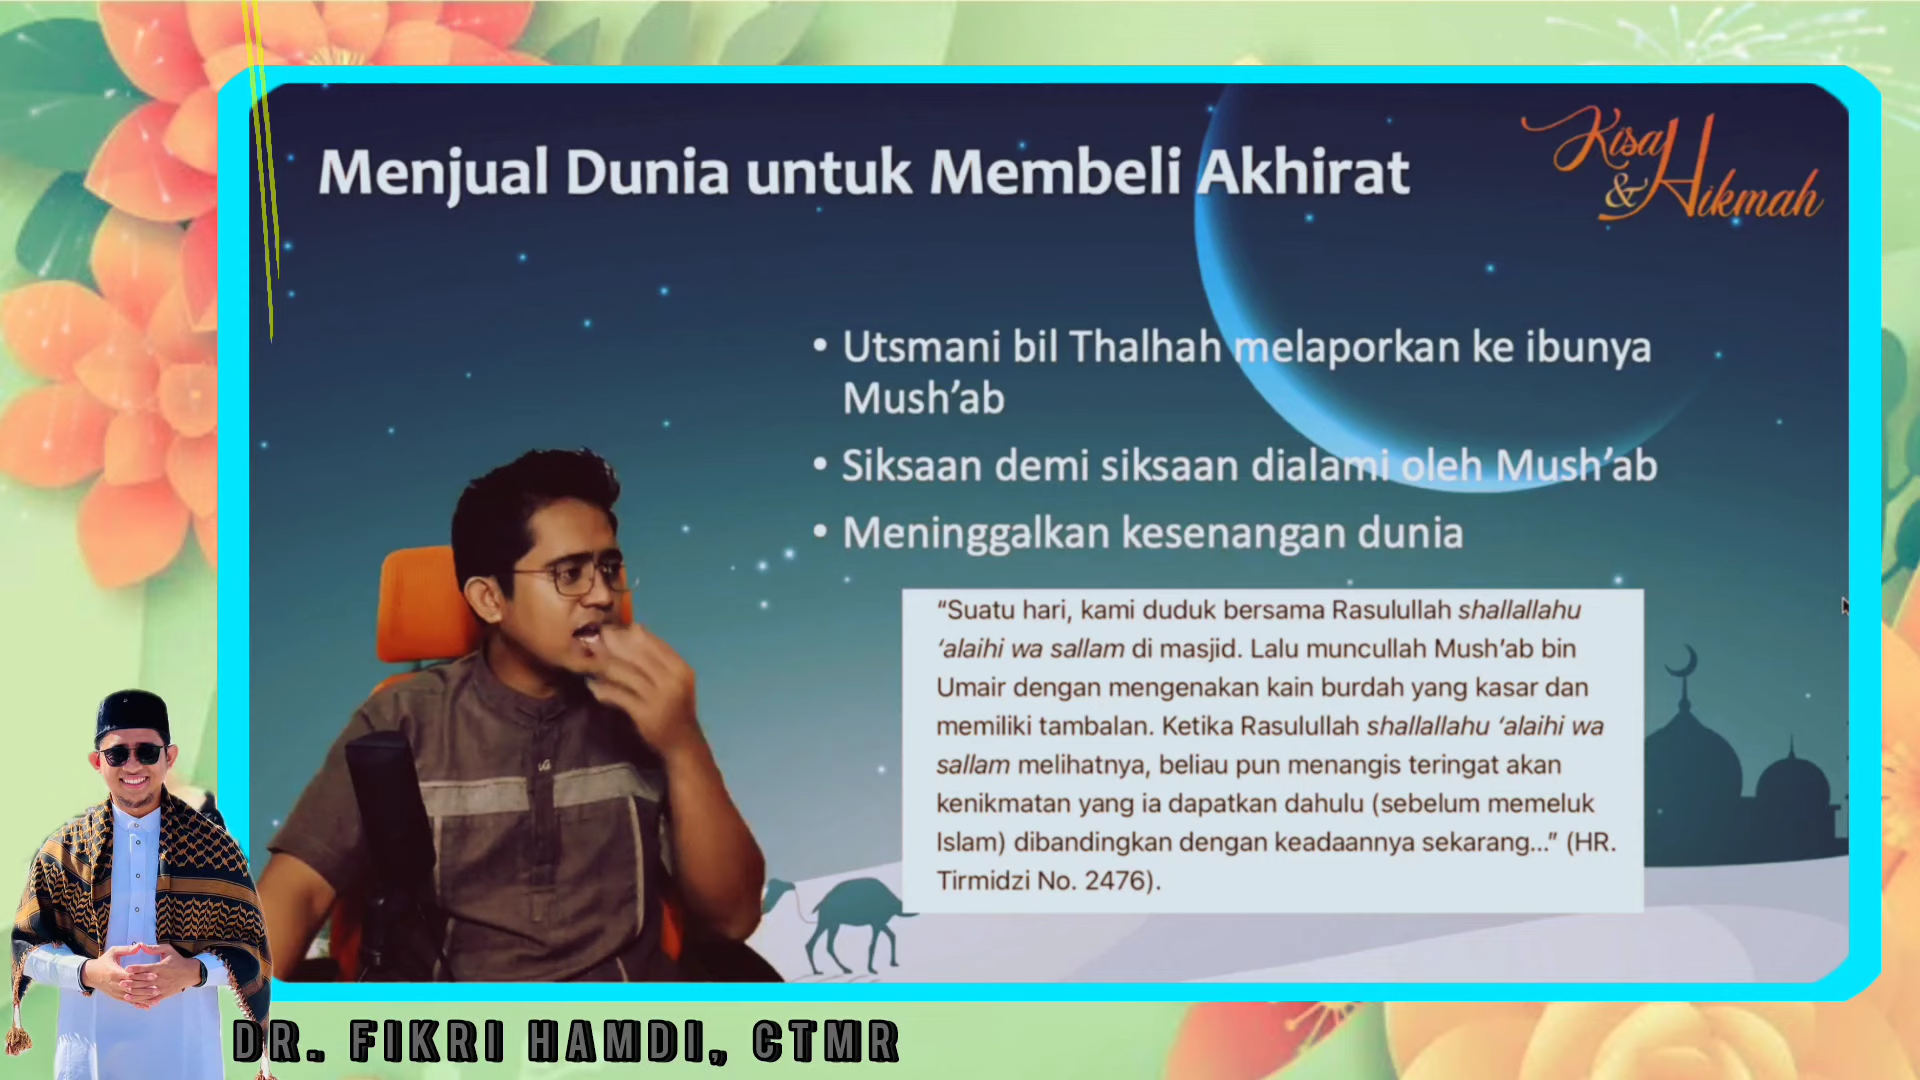 Menjual Dunia untuk Membeli Akhirat
Kisah
& Hikmah
• Utsmani bil Thalhah melaporkan ke ibunya
Mush’ab
• Siksaan demi siksaan dialami oleh Mush’ab
• Meninggalkan kesenangan dunia
“Suatu hari, kami duduk bersama Rasulullah shallallahu
‘alaihi wa sallam di masjid. Lalu muncullah Mush’ab bin
Umair dengan mengenakan kain burdah yang kasar dan
memiliki tambalan. Ketika Rasulullah shallallahu ‘alaihi wa
sallam melihatnya, beliau pun menangis teringat akan
kenikmatan yang ia dapatkan dahulu (sebelum memeluk
Islam) dibandingkan dengan keadaannya sekarang...” (HR.
Tirmidzi No. 2476).
DR. FIKRI HAMDI, CTMR